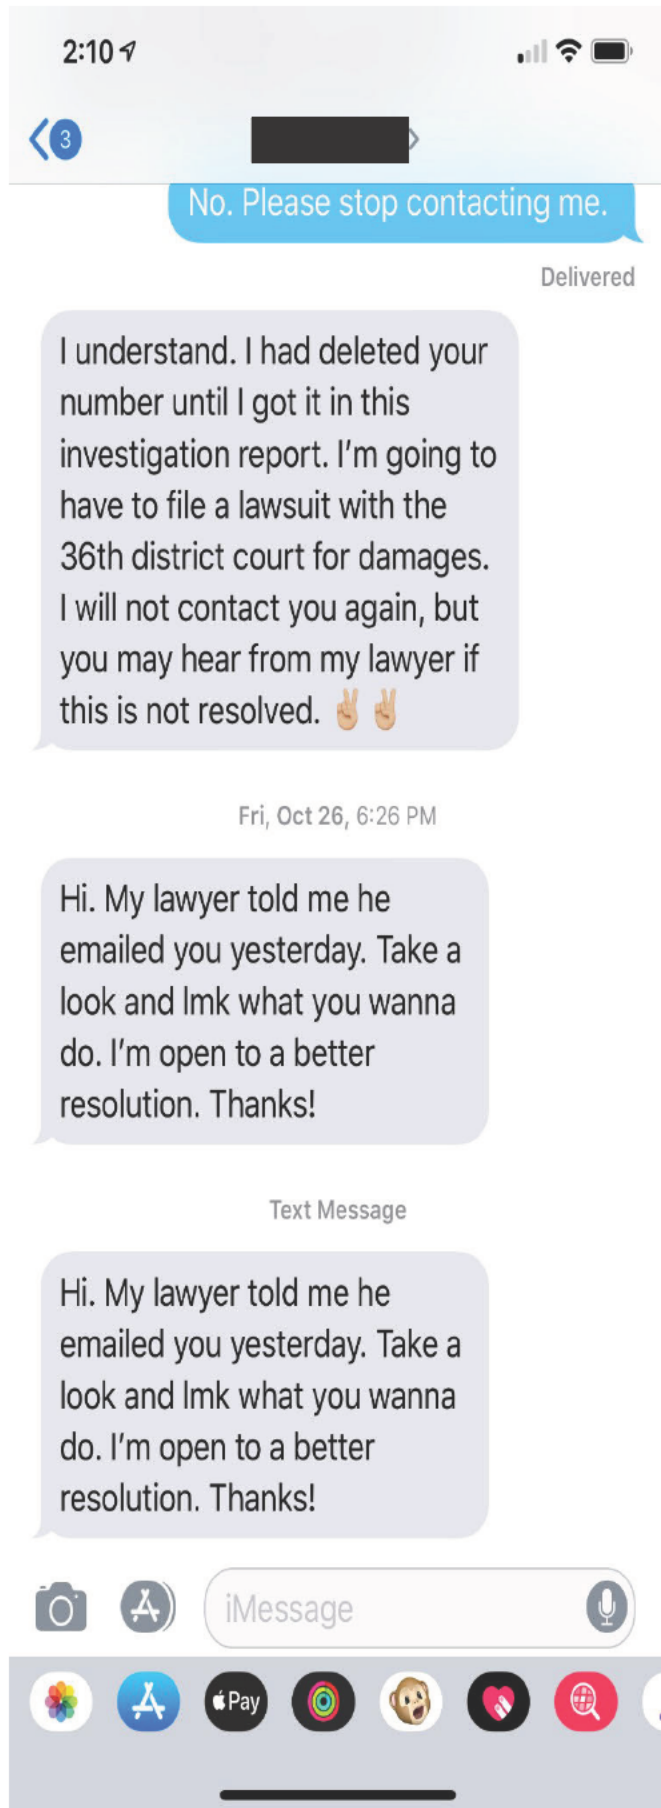 2:10
3
No. Please stop contacting me.
Delivered
I understand. I had deleted your
number until I got it in this
investigation report. I'm going to
have to file a lawsuit with the
36th district court for damages.
I will not contact you again, but
you may hear from my lawyer if
this is not resolved. ✌🏼✌🏼
Fri, Oct 26, 6:26 PM
Hi. My lawyer told me he
emailed you yesterday. Take a
look and lmk what you wanna
do. I'm open to a better
resolution. Thanks!
Text Message
Hi. My lawyer told me he
emailed you yesterday. Take a
look and lmk what you wanna
do. I'm open to a better
resolution. Thanks!
iMessage
Pay